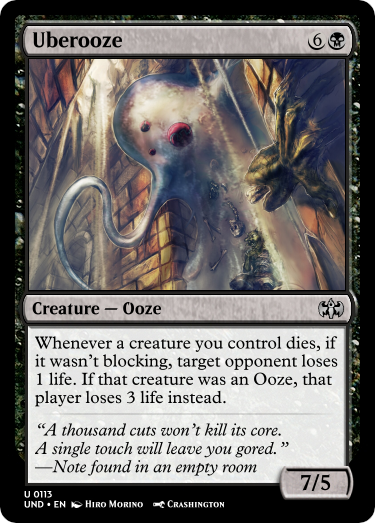 Uberooze 6
Creature — Ooze
Whenever a creature you control dies, if
it wasn't blocking, target opponent loses
1 life. If that creature was an Ooze, that
player loses 3 life instead.
"A thousand cuts won't kill its core.
A single touch will leave you gored."
—Note found in an empty room
7/5
U 0113
UND • EN Hiro Morino Crashington